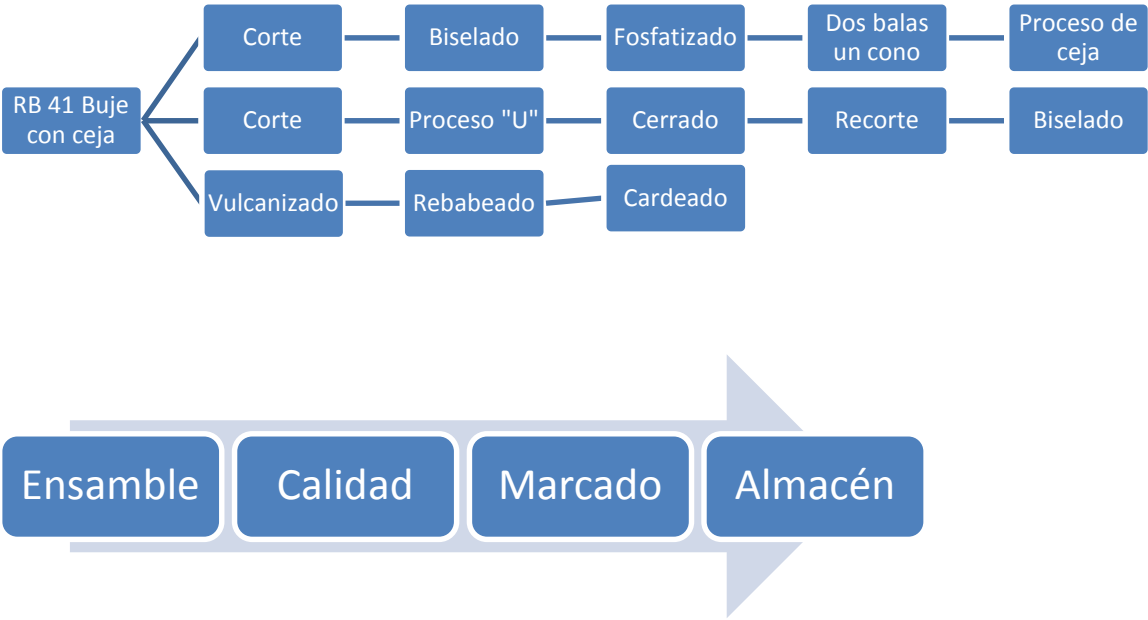 RB 41 Buje
con ceja
Corte
Biselado
Fosfatizado
Dos balas
un cono
Proceso de
ceja
Corte
Proceso "U"
Cerrado
Recorte
Biselado
Vulcanizado
Rebabeado
Cardeado
Ensamble
Calidad
Marcado
Almacén